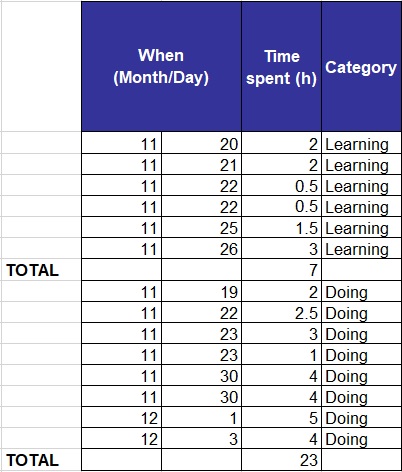 When
(Month/Day)
Time
spent (h)
Category
11 20 2 Learning
11 21 2 Learning
11 22 0.5 Learning
11 22 0.5 Learning
11 25 1.5 Learning
11 26 3 Learning
TOTAL 7
11 19 2 Doing
11 22 2.5 Doing
11 23 3 Doing
11 23 1 Doing
11 30 4 Doing
11 30 4 Doing
12 1 5 Doing
12 3 4 Doing
TOTAL 23